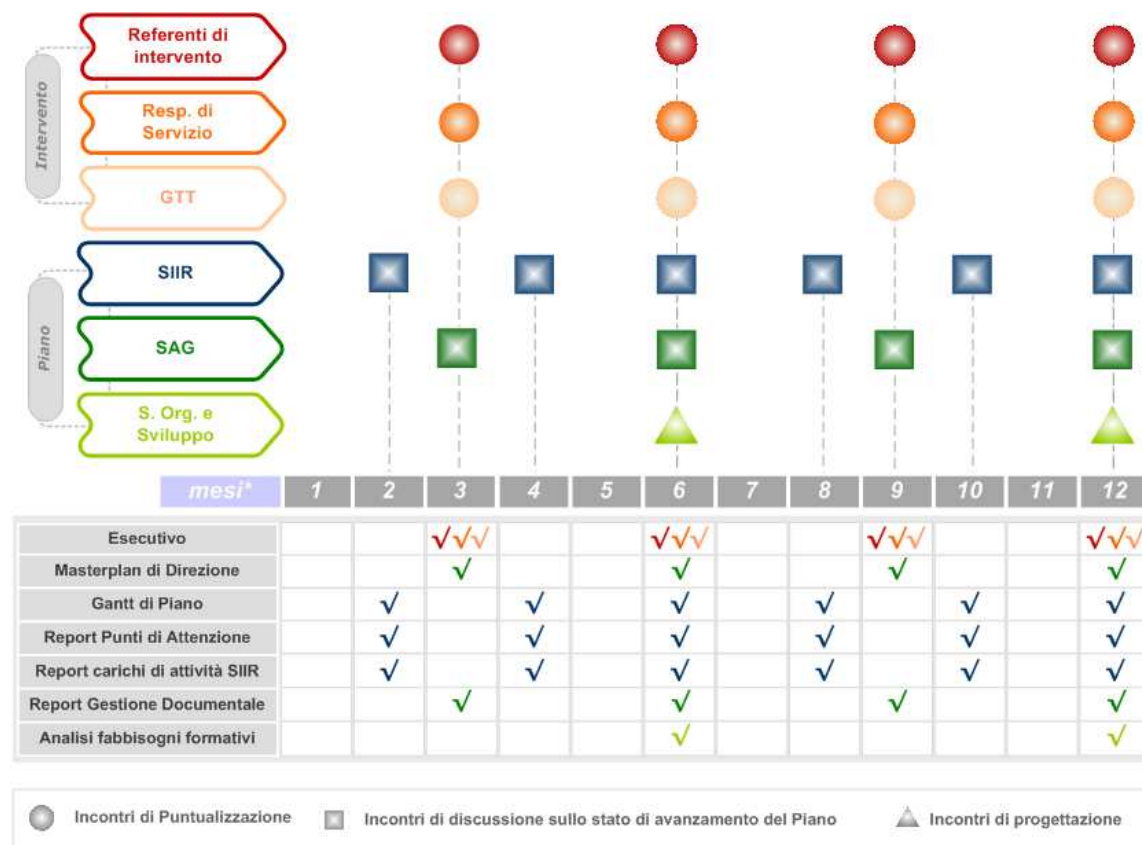 Referenti di
intervento
Resp. di
Servizio
GTT
Intervento
SIIR
SAG
S. Org. e
Sviluppo
Piano
mesi* 1 2 3 4 5 6 7 8 9 10 11 12
Esecutivo √√√ √√√ √√√ √√√
Masterplan di Direzione √ √ √ √
Gantt di Piano √ √ √ √ √ √
Report Punti di Attenzione √ √ √ √ √ √
Report carichi di attività SIIR √ √ √ √ √ √
Report Gestione Documentale √ √ √ √
Analisi fabbisogni formativi √ √
Incontri di Puntualizzazione Incontri di discussione sullo stato di avanzamento del Piano Incontri di progettazione